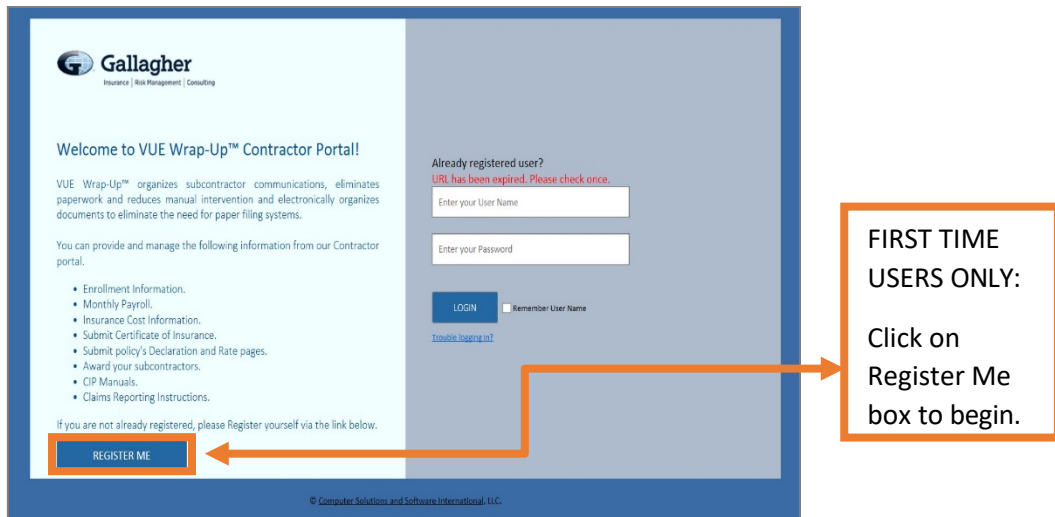 Gallagher
Insurance | Risk Management | Consulting
Welcome to VUE Wrap-Up™ Contractor Portal!
VUE Wrap-Up™ organizes subcontractor communications, eliminates
paperwork and reduces manual intervention and electronically organizes
documents to eliminate the need for paper filing systems.
You can provide and manage the following information from our Contractor
portal.
• Enrollment Information.
• Monthly Payroll.
• Insurance Cost Information.
• Submit Certificate of Insurance.
• Submit policy's Declaration and Rate pages.
• Award your subcontractors.
• CIP Manuals.
• Claims Reporting Instructions.
If you are not already registered, please Register yourself via the link below.
REGISTER ME
Already registered user?
URL has been expired. Please check once.
Enter your User Name
Enter your Password
LOGIN Remember User Name
Trouble logging in?
© Computer Solutions and Software International, LLC.
FIRST TIME
USERS ONLY:
Click on
Register Me
box to begin.